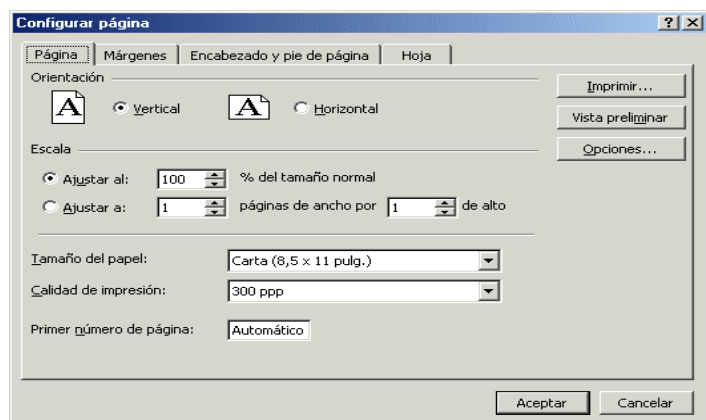 Configurar página
Página Márgenes Encabezado y pie de página Hoja
Orientación
A Vertical A Horizontal
Imprimir...
Vista preliminar
Opciones...
Escala
Ajustar al: 100 % del tamaño normal
Ajustar a: 1 páginas de ancho por 1 de alto
Tamaño del papel: Carta (8,5 x 11 pulg.)
Calidad de impresión: 300 ppp
Primer número de página: Automático
Aceptar Cancelar